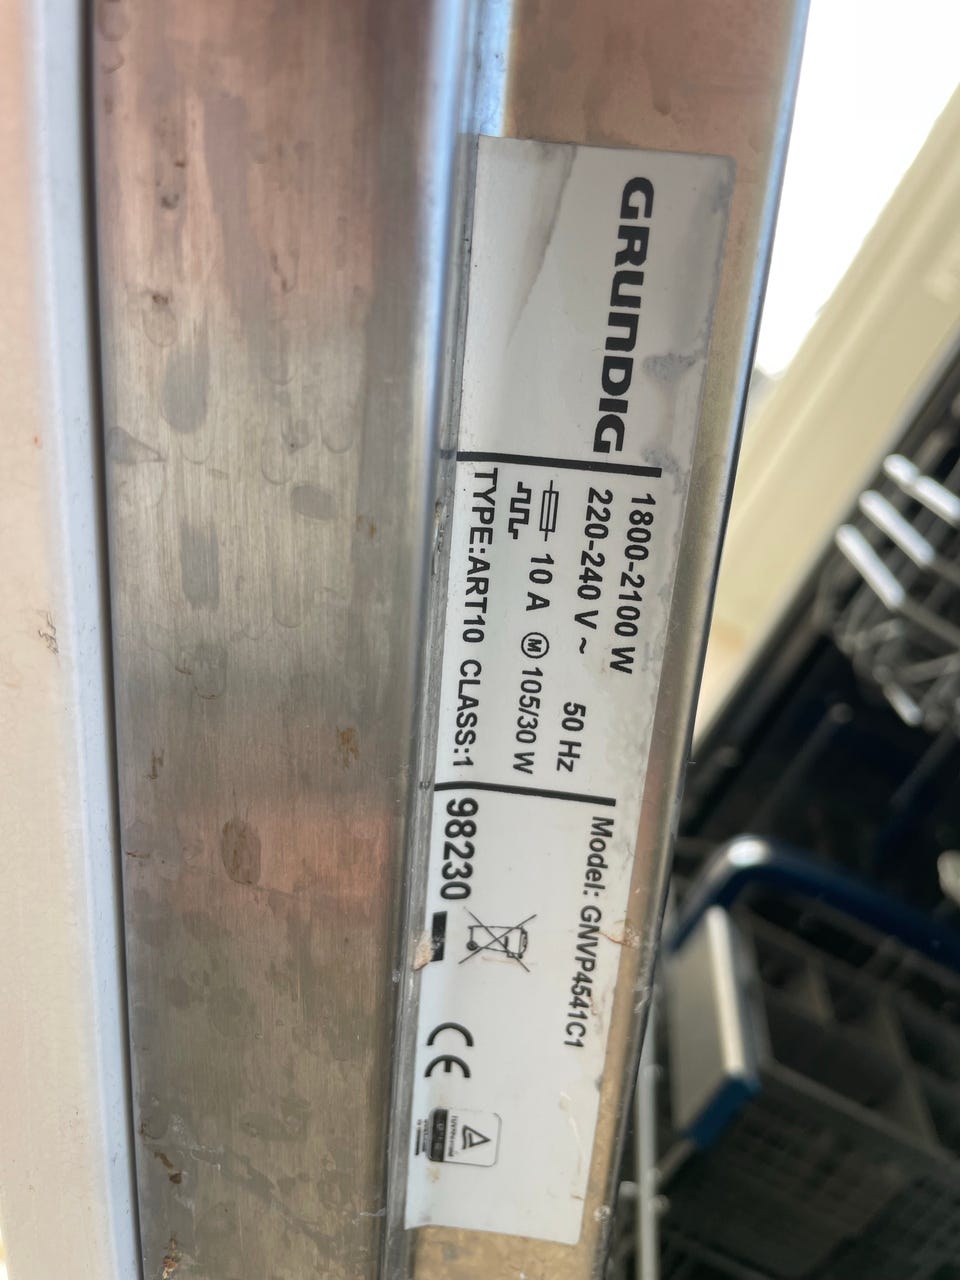 GRUNDIG
1800-2100 W
220-240 V ~ 50 Hz
10 A M 105/30 W
TYPE:ART10 CLASS:1
Model: GNVP4541C1
98230
CE